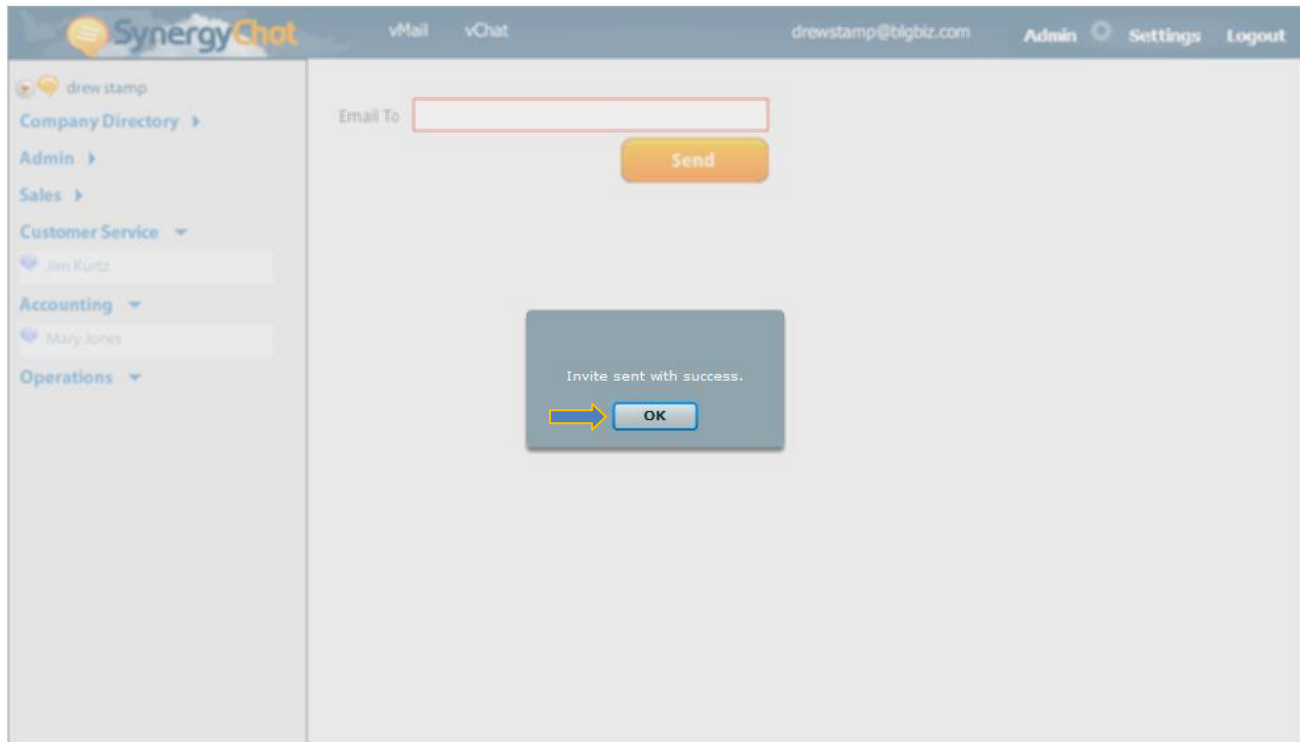 SynergyChat vMail vChat drewstamp@bigbiz.com Admin Settings Logout
drew stamp
Company Directory
Admin
Sales
Customer Service
Jim Kurtz
Accounting
Mary Jones
Operations
Email To
Send
Invite sent with success.
OK